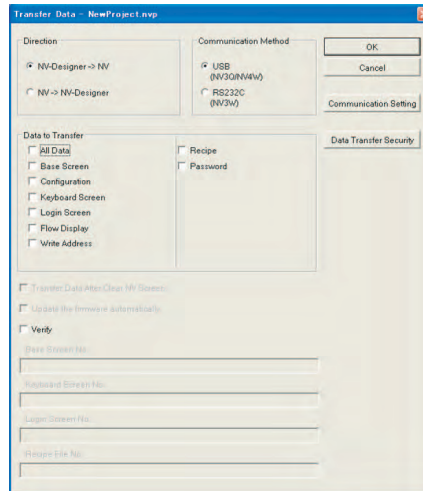 Transfer Data - NewProject.nvp
Direction
NV-Designer -> NV
NV -> NV-Designer
Communication Method
USB
(NV3Q/NV4W)
RS232C
(NV3W)
OK
Cancel
Communication Setting
Data Transfer Security
Data to Transfer
All Data
Base Screen
Configuration
Keyboard Screen
Login Screen
Flow Display
Write Address
Recipe
Password
Transfer Data After Clear NV Screen
Update the firmware automatically
Verify
Base Screen No.
Keyboard Screen No.
Login Screen No.
Recipe File No.